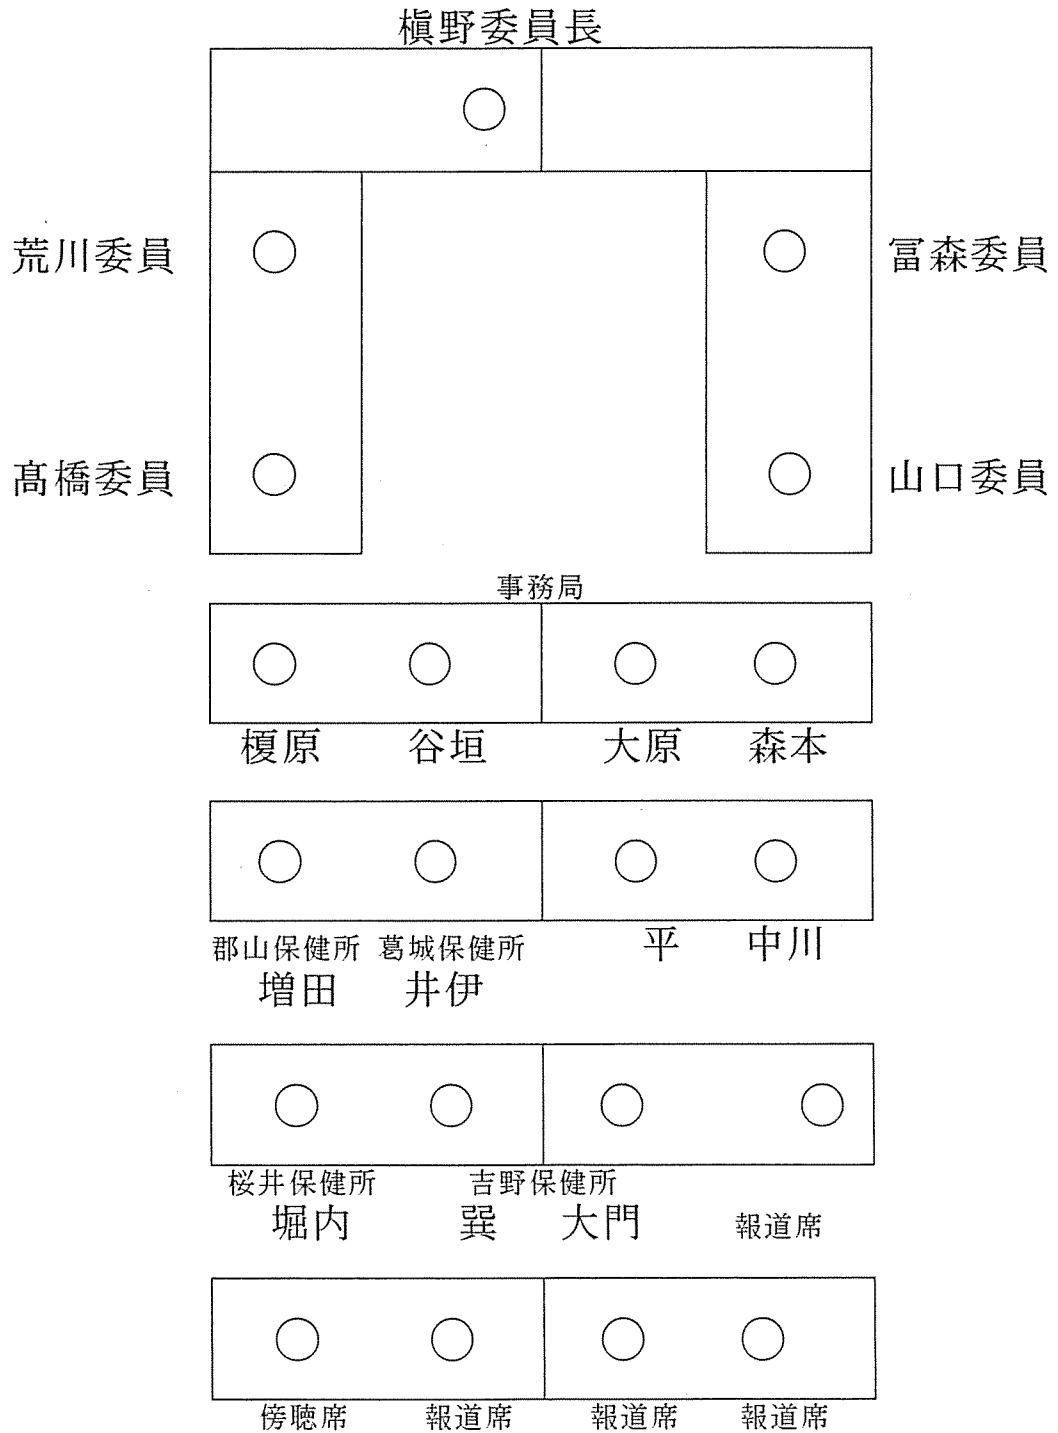 槇野委員長
荒川委員 冨森委員
髙橋委員 山口委員
事務局
榎原 谷垣 大原 森本
郡山保健所 葛城保健所 平 中川
増田 井伊
桜井保健所 吉野保健所
堀内 巽 大門 報道席
傍聴席 報道席 報道席 報道席